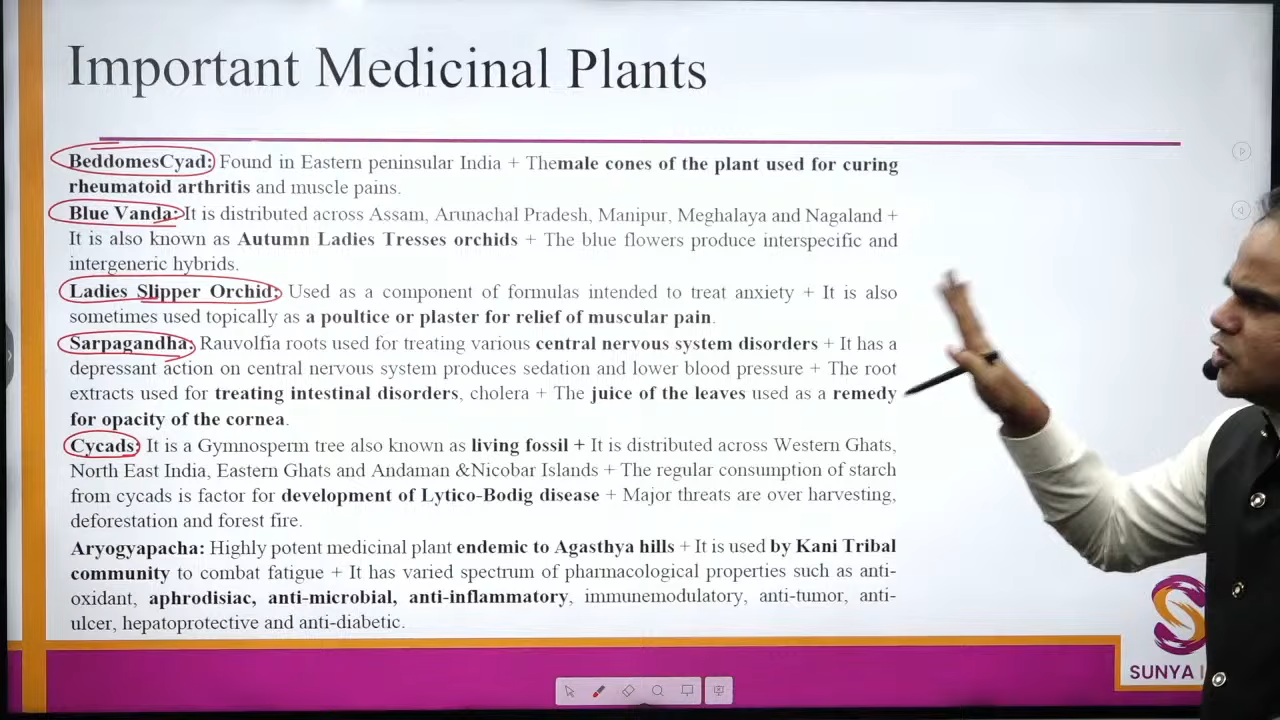 Important Medicinal Plants
BeddomesCyad: Found in Eastern peninsular India + Themale cones of the plant used for curing
rheumatoid arthritis and muscle pains.
Blue Vanda: It is distributed across Assam, Arunachal Pradesh, Manipur, Meghalaya and Nagaland +
It is also known as Autumn Ladies Tresses orchids + The blue flowers produce interspecific and
intergeneric hybrids.
Ladies Slipper Orchid: Used as a component of formulas intended to treat anxiety + It is also
sometimes used topically as a poultice or plaster for relief of muscular pain.
Sarpagandha: Rauvolfia roots used for treating various central nervous system disorders + It has a
depressant action on central nervous system produces sedation and lower blood pressure + The root
extracts used for treating intestinal disorders, cholera + The juice of the leaves used as a remedy
for opacity of the cornea.
Cycads: It is a Gymnosperm tree also known as living fossil + It is distributed across Western Ghats,
North East India, Eastern Ghats and Andaman &Nicobar Islands + The regular consumption of starch
from cycads is factor for development of Lytico-Bodig disease + Major threats are over harvesting,
deforestation and forest fire.
Aryogyapacha: Highly potent medicinal plant endemic to Agasthya hills + It is used by Kani Tribal
community to combat fatigue + It has varied spectrum of pharmacological properties such as anti-
oxidant, aphrodisiac, anti-microbial, anti-inflammatory, immunemodulatory, anti-tumor, anti-
ulcer, hepatoprotective and anti-diabetic.
SUNYA